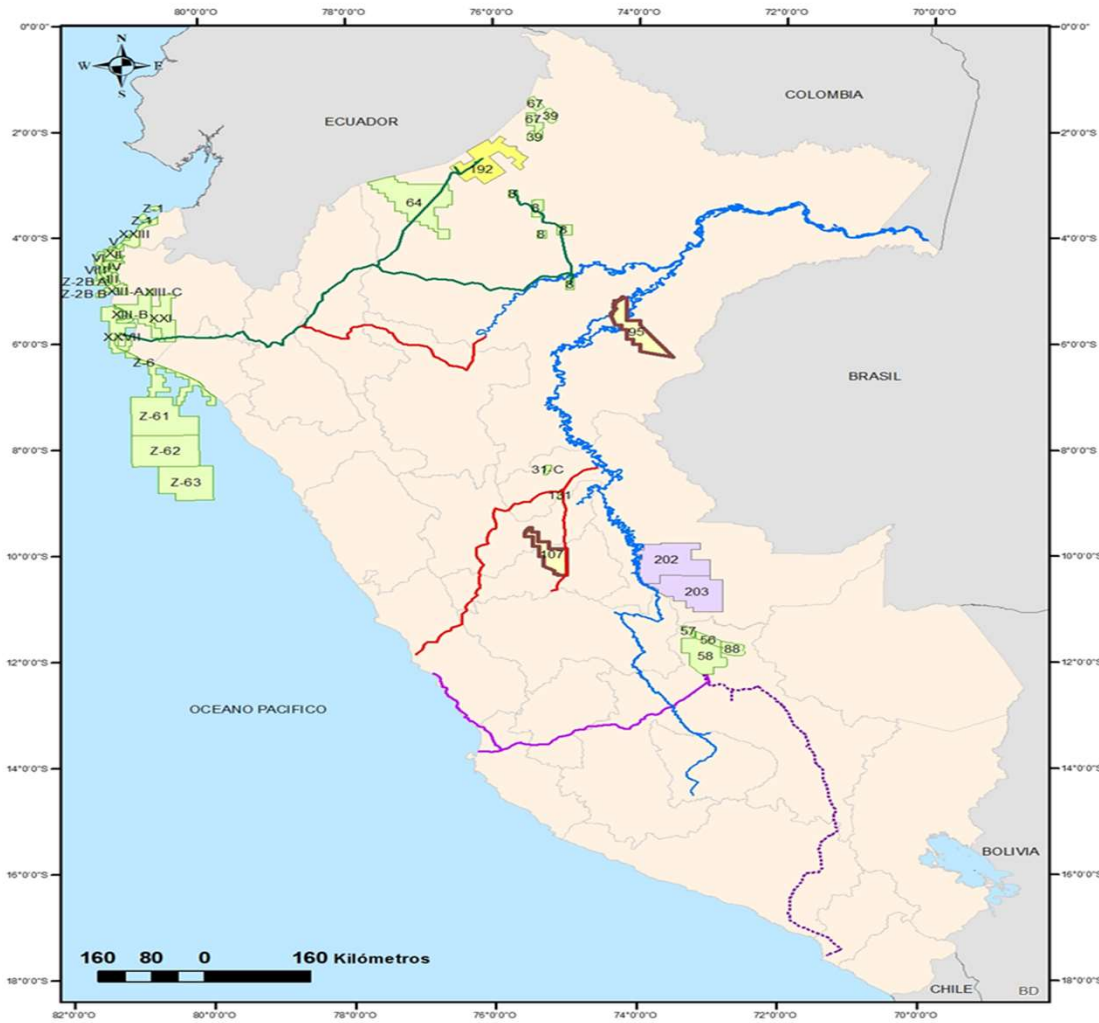 80°0'0"O 78°0'0"O 76°0'0"O 74°0'0"O 72°0'0"O 70°0'0"O
0°0'0"S 0°0'0"S
N
W E
S
COLOMBIA
67
39
ECUADOR
67
2°0'0"S 2°0'0"S
39
192
8
64
Z-1
8
Z-1
8
XXIII
8
4°0'0"S 4°0'0"S
V
XII
VI
IV
VII
III
Z-2B A
8
Z-2B B
XIII-A
XIII-C
XIII-B
XXI
95
XXVII
6°0'0"S 6°0'0"S
Z-6
BRASIL
Z-61
Z-62
8°0'0"S 8°0'0"S
31-C
Z-63
131
107
10°0'0"S 10°0'0"S
202
203
57
56
88
58
12°0'0"S 12°0'0"S
OCEANO PACIFICO
14°0'0"S 14°0'0"S
BOLIVIA
16°0'0"S 16°0'0"S
160 80 0 160 Kilómetros
18°0'0"S 18°0'0"S
CHILE
BD
82°0'0"O 80°0'0"O 78°0'0"O 76°0'0"O 74°0'0"O 72°0'0"O 70°0'0"O